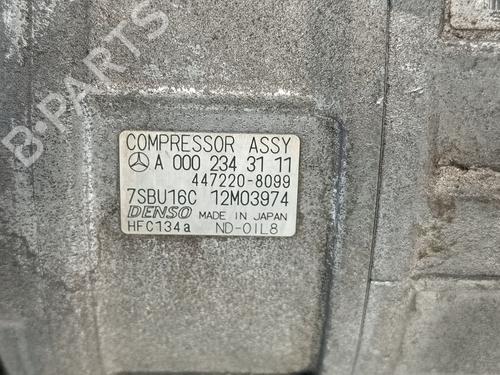 B-PARTS
COMPRESSOR ASSY
A 000 234 31 11
447220-8099
7SBU16C 12M03974
DENSO MADE IN JAPAN
HFC134a ND-OIL8